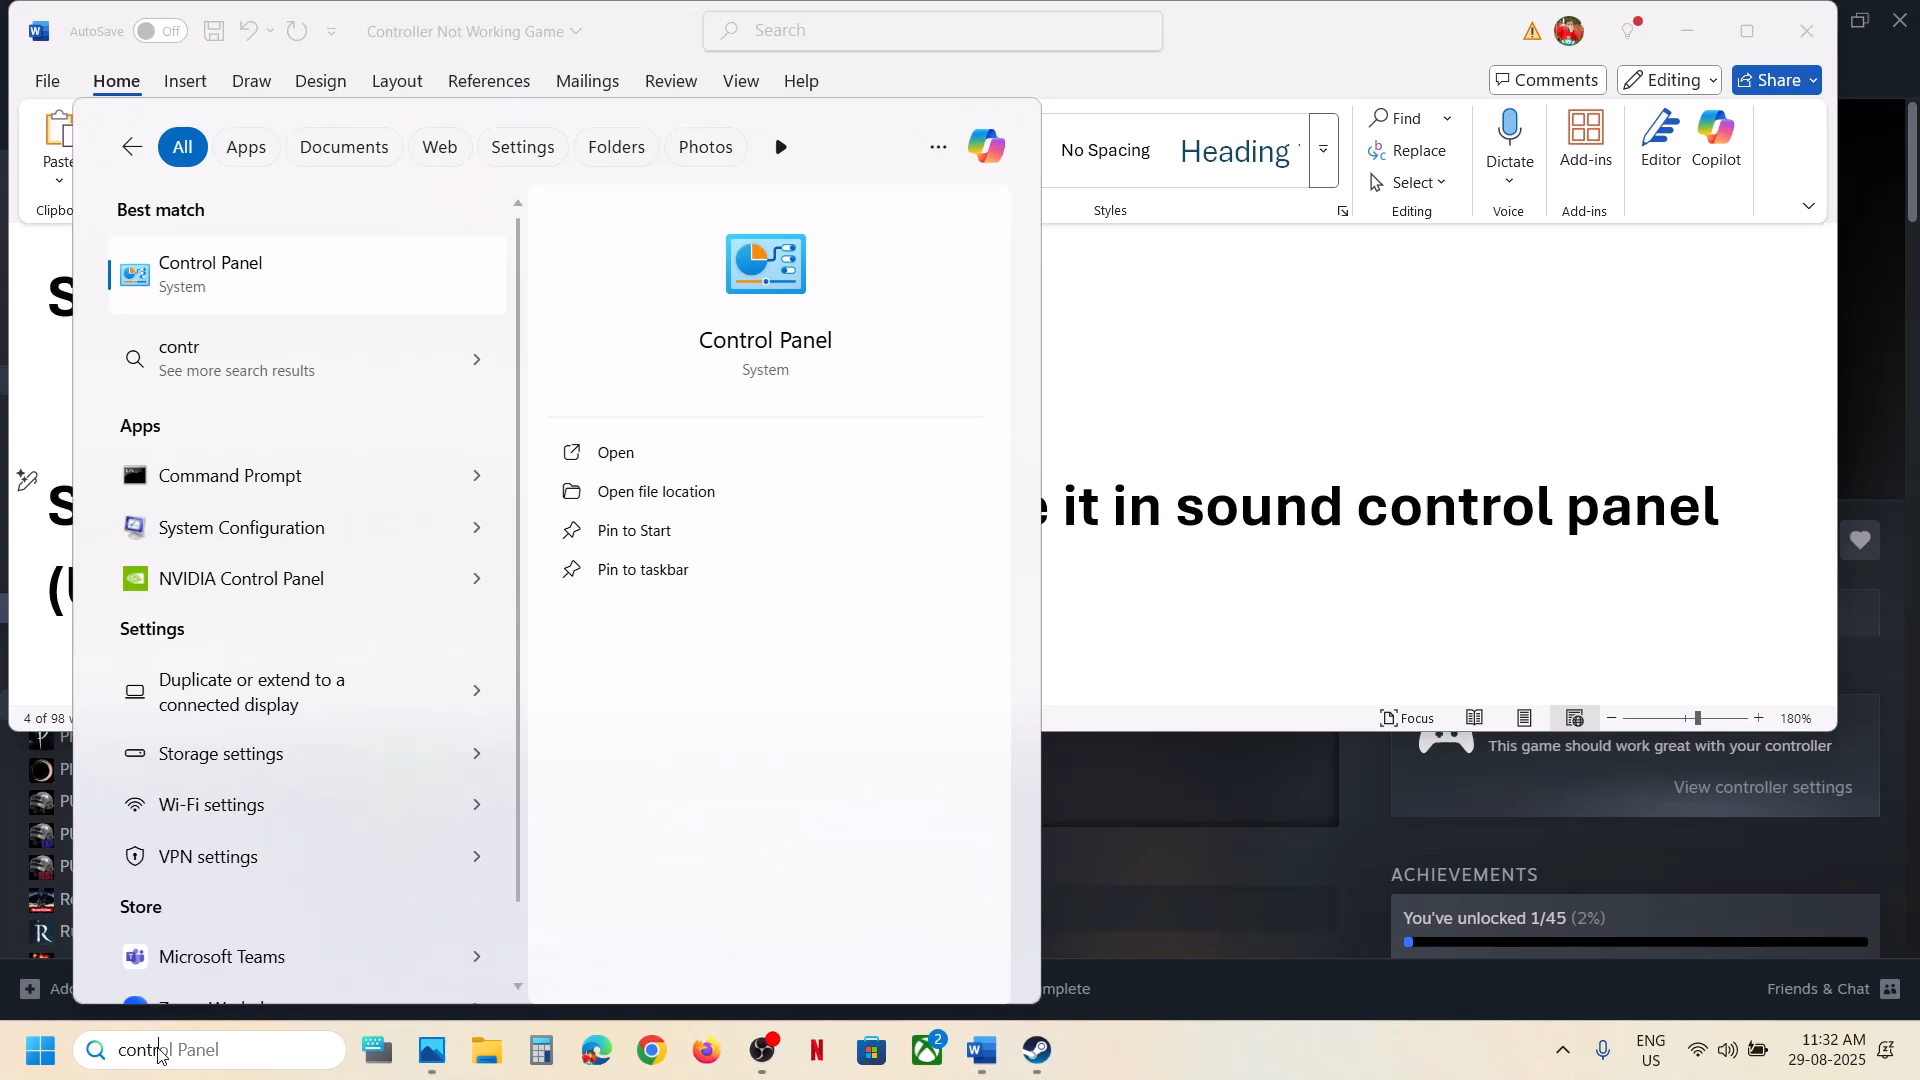 AutoSave Off Controller Not Working Game Search
File Home Insert Draw Design Layout References Mailings Review View Help Comments Editing Share
Paste
No Spacing Heading
Find
Replace
Select
Dictate
Add-ins
Editor Copilot
Styles Editing Voice Add-ins
All Apps Documents Web Settings Folders Photos
Best match
Control Panel
System
contr
See more search results
Apps
Command Prompt
System Configuration
NVIDIA Control Panel
Settings
Duplicate or extend to a
connected display
Storage settings
Wi-Fi settings
VPN settings
Store
Microsoft Teams
Control Panel
System
Open
Open file location
Pin to Start
Pin to taskbar
it in sound control panel
4 of 98
Focus 180%
This game should work great with your controller
View controller settings
ACHIEVEMENTS
You've unlocked 1/45 (2%)
Friends & Chat
control Panel
2
ENG
US
11:32 AM
29-08-2025